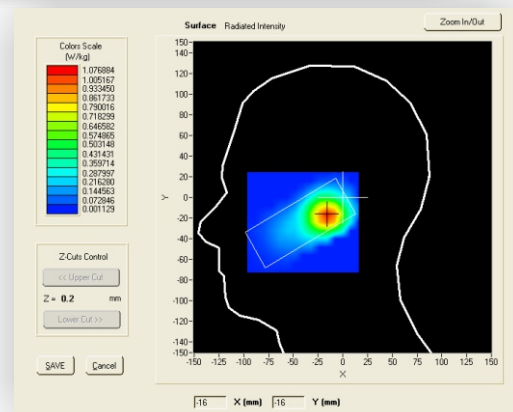 Surface Radiated Intensity
Zoom In/Out
Colors Scale
(W/kg)
1.076884
1.005167
0.933450
0.861733
0.790016
0.718299
0.646582
0.574865
0.503148
0.431431
0.359714
0.287997
0.216280
0.144563
0.072846
0.001129
150-
140-
120-
100-
80-
60-
40-
20-
0-
-20-
-40-
-60-
-80-
-100-
-120-
-140-
-150-
Y
-150 -125 -100 -75 -50 -25 0 25 50 75 100 125 150
X
Z-Cuts Control
<< Upper Cut
Z = 0.2 mm
Lower Cut >>
SAVE Cancel
-16 X (mm) -16 Y (mm)